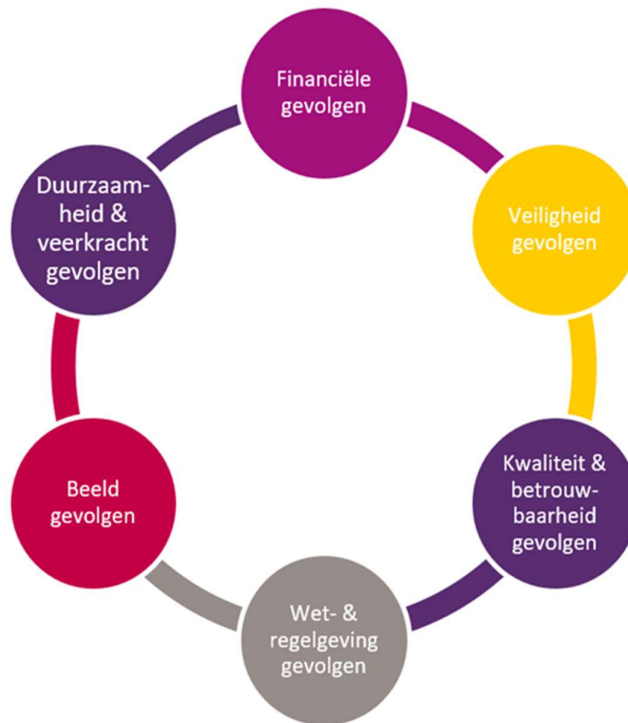 Financiële
gevolgen
Veiligheid
gevolgen
Kwaliteit &
betrouw-
baarheid
gevolgen
Wet- &
regelgeving
gevolgen
Beeld
gevolgen
Duurzaam-
heid &
veerkracht
gevolgen